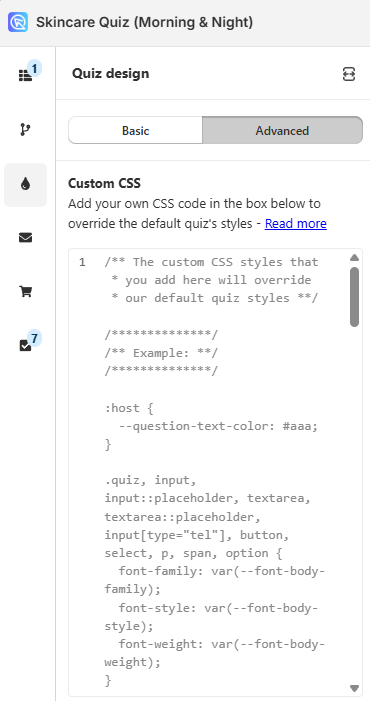 Skincare Quiz (Morning & Night)
1
Quiz design
Basic
Advanced
Custom CSS
Add your own CSS code in the box below to
override the default quiz's styles - Read more
1
/** The custom CSS styles that
* you add here will override
* our default quiz styles **/
/**************/
/** Example: **/
/**************/
:host {
--question-text-color: #aaa;
}
.quiz, input,
input::placeholder, textarea,
textarea::placeholder,
input[type="tel"], button,
select, p, span, option {
font-family: var(--font-body-
family);
font-style: var(--font-body-
style);
font-weight: var(--font-body-
weight);
}
7